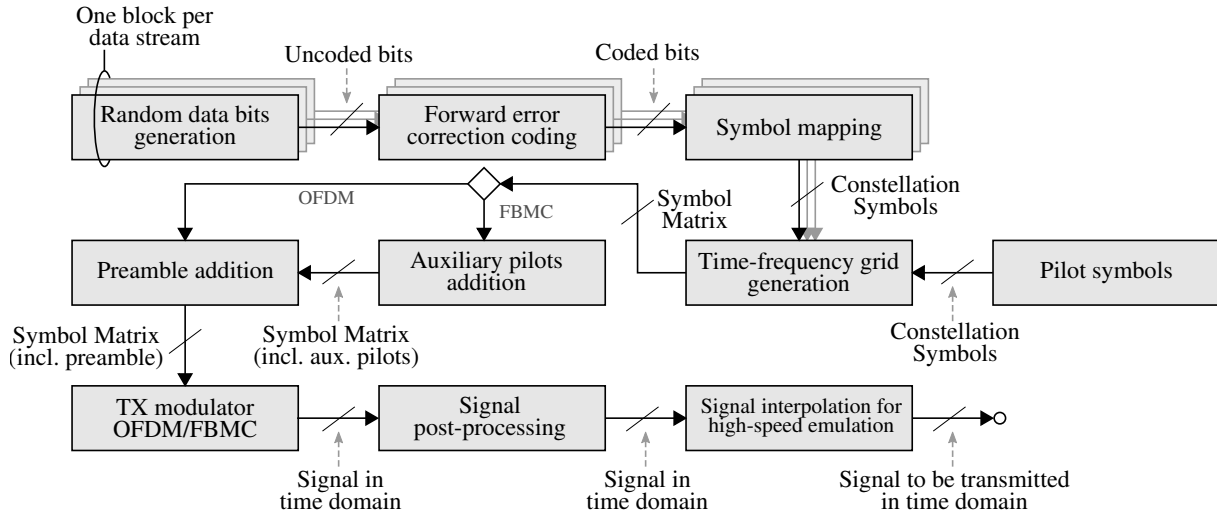 One block per
data stream
Uncoded bits
Coded bits
Random data bits
generation
Forward error
correction coding
Symbol mapping
OFDM
FBMC
Symbol
Matrix
Constellation
Symbols
Preamble addition
Auxiliary pilots
addition
Time-frequency grid
generation
Pilot symbols
Symbol Matrix
(incl. preamble)
Symbol Matrix
(incl. aux. pilots)
Constellation
Symbols
TX modulator
OFDM/FBMC
Signal
post-processing
Signal interpolation for
high-speed emulation
Signal in
time domain
Signal in
time domain
Signal to be transmitted
in time domain